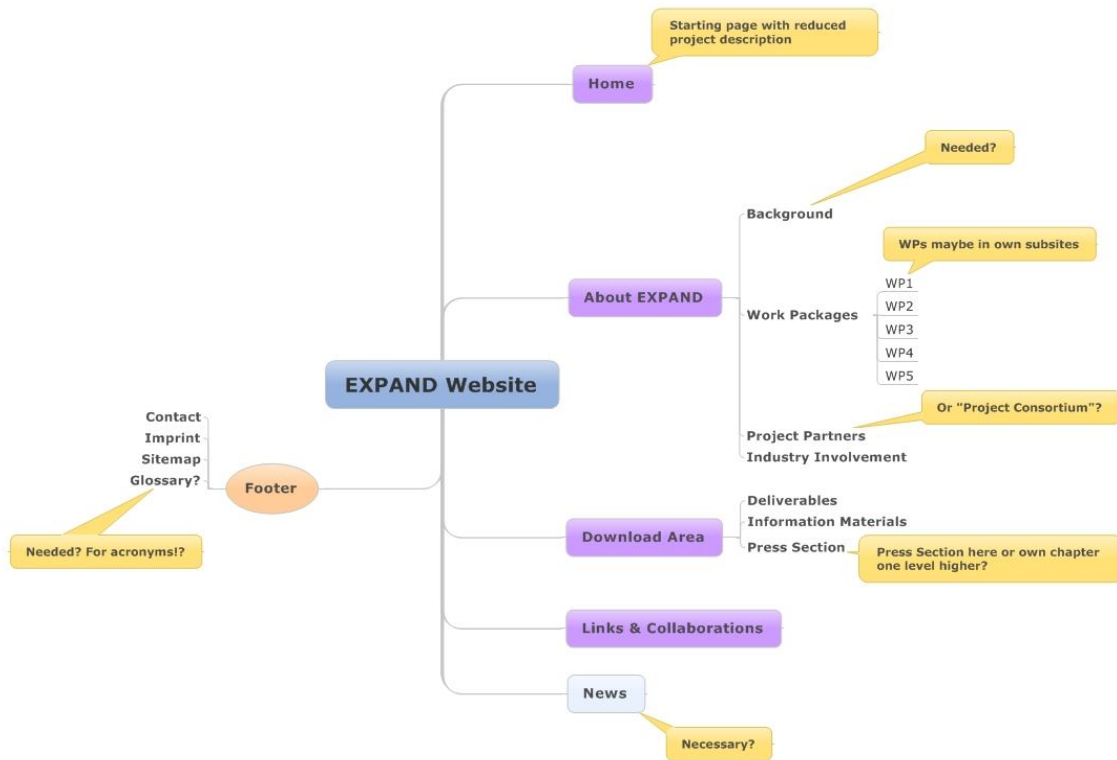 Starting page with reduced
project description
Home
Needed?
Background
WPs maybe in own subsites
About EXPAND
WP1
WP2
Work Packages
WP3
WP4
WP5
EXPAND Website
Or "Project Consortium"?
Project Partners
Industry Involvement
Contact
Imprint
Sitemap
Glossary?
Footer
Needed? For acronyms!?
Deliverables
Information Materials
Download Area
Press Section
Press Section here or own chapter
one level higher?
Links & Collaborations
News
Necessary?